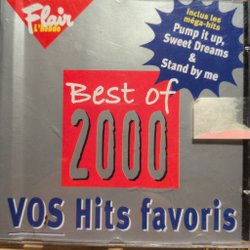 Flair
L'Hebdo
inclus les
méga-hits
Pump it up,
Sweet Dreams
& Stand by me
Best of
2000
VOS Hits favoris